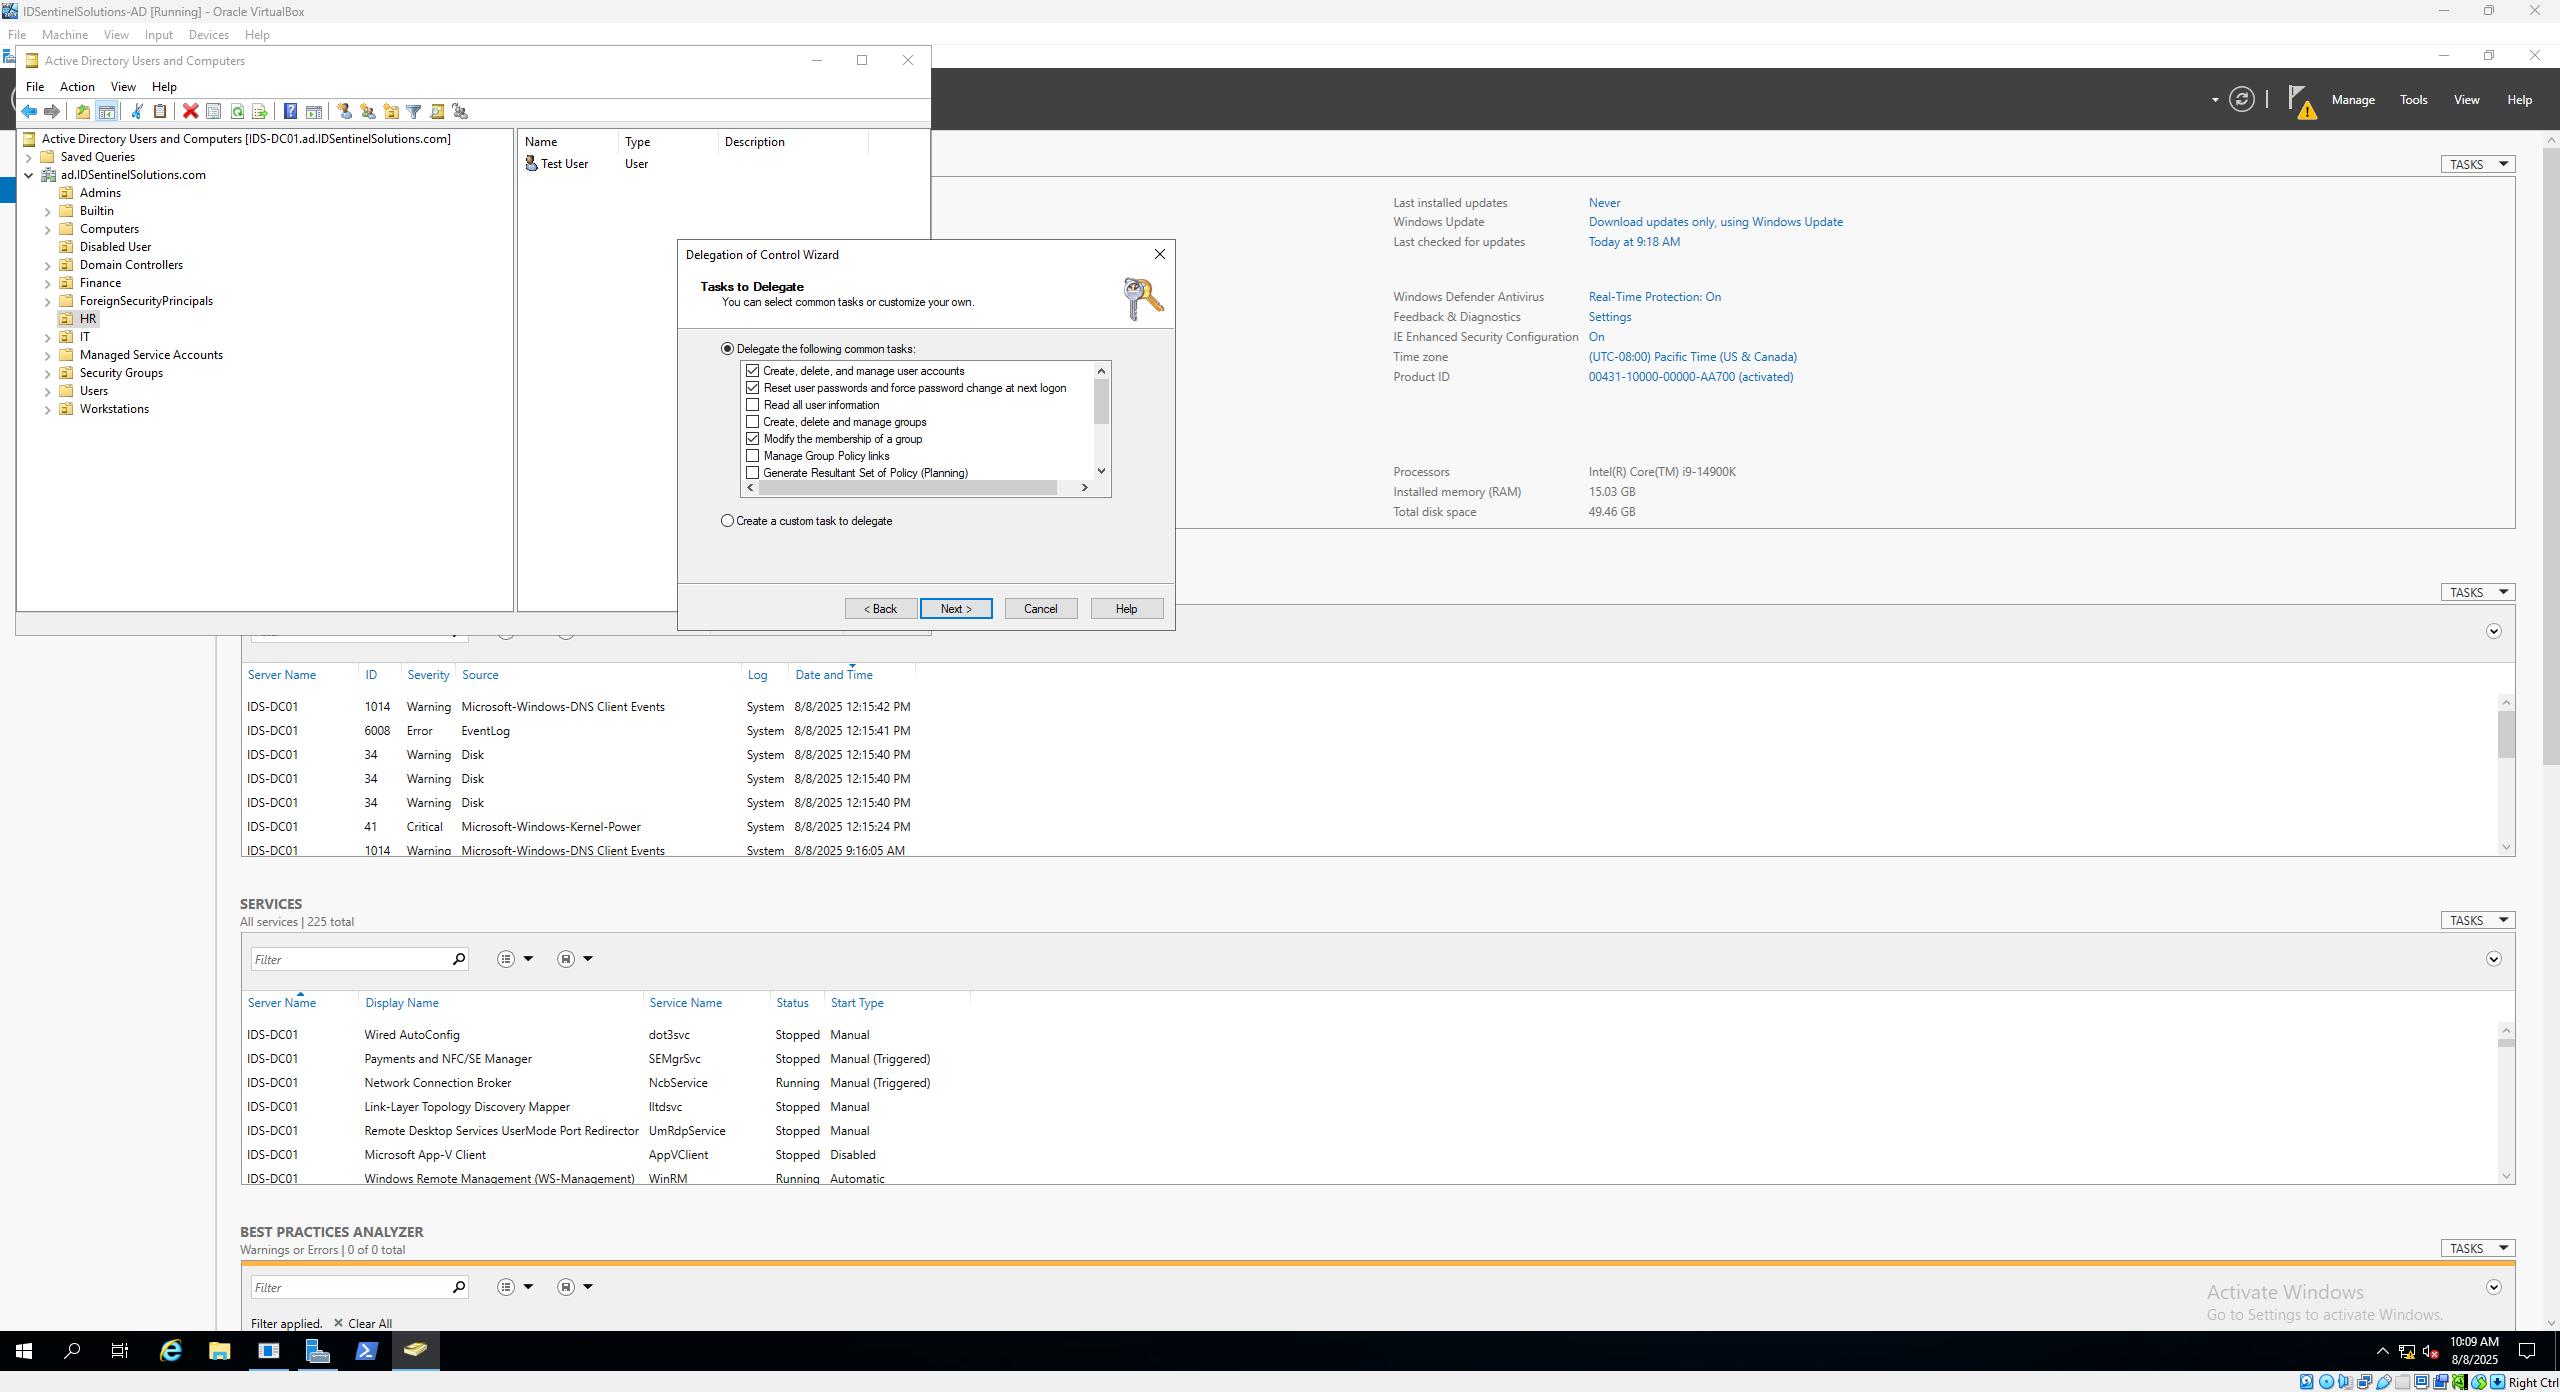 IDSentinelSolutions-AD [Running] - Oracle VirtualBox
File Machine View Input Devices Help
Active Directory Users and Computers
File Action View Help
Manage Tools View Help
Active Directory Users and Computers [IDS-DC01.ad.IDSentinelSolutions.com]
Saved Queries
ad.IDSentinelSolutions.com
Admins
Builtin
Computers
Disabled User
Domain Controllers
Finance
ForeignSecurityPrincipals
HR
IT
Managed Service Accounts
Security Groups
Users
Workstations
Name Type Description
Test User User
TASKS
Last installed updates Never
Windows Update Download updates only, using Windows Update
Last checked for updates Today at 9:18 AM
Windows Defender Antivirus Real-Time Protection: On
Feedback & Diagnostics Settings
IE Enhanced Security Configuration On
Time zone (UTC-08:00) Pacific Time (US & Canada)
Product ID 00431-10000-00000-AA700 (activated)
Processors Intel(R) Core(TM) i9-14900K
Installed memory (RAM) 15.03 GB
Total disk space 49.46 GB
Delegation of Control Wizard
Tasks to Delegate
You can select common tasks or customize your own.
Delegate the following common tasks:
Create, delete, and manage user accounts
Reset user passwords and force password change at next logon
Read all user information
Create, delete and manage groups
Modify the membership of a group
Manage Group Policy links
Generate Resultant Set of Policy (Planning)
Create a custom task to delegate
< Back Next > Cancel Help
TASKS
Server Name ID Severity Source Log Date and Time
IDS-DC01 1014 Warning Microsoft-Windows-DNS Client Events System 8/8/2025 12:15:42 PM
IDS-DC01 6008 Error EventLog System 8/8/2025 12:15:41 PM
IDS-DC01 34 Warning Disk System 8/8/2025 12:15:40 PM
IDS-DC01 34 Warning Disk System 8/8/2025 12:15:40 PM
IDS-DC01 34 Warning Disk System 8/8/2025 12:15:40 PM
IDS-DC01 41 Critical Microsoft-Windows-Kernel-Power System 8/8/2025 12:15:24 PM
IDS-DC01 1014 Warning Microsoft-Windows-DNS Client Events System 8/8/2025 9:16:05 AM
SERVICES
All services | 225 total
TASKS
Filter
Server Name Display Name Service Name Status Start Type
IDS-DC01 Wired AutoConfig dot3svc Stopped Manual
IDS-DC01 Payments and NFC/SE Manager SEMgrSvc Stopped Manual (Triggered)
IDS-DC01 Network Connection Broker NcbService Running Manual (Triggered)
IDS-DC01 Link-Layer Topology Discovery Mapper lltdsvc Stopped Manual
IDS-DC01 Remote Desktop Services UserMode Port Redirector UmRdpService Stopped Manual
IDS-DC01 Microsoft App-V Client AppVClient Stopped Disabled
IDS-DC01 Windows Remote Management (WS-Management) WinRM Running Automatic
BEST PRACTICES ANALYZER
Warnings or Errors | 0 of 0 total
TASKS
Filter
Filter applied. Clear All
Activate Windows
Go to Settings to activate Windows.
10:09 AM
8/8/2025
Right Ctrl